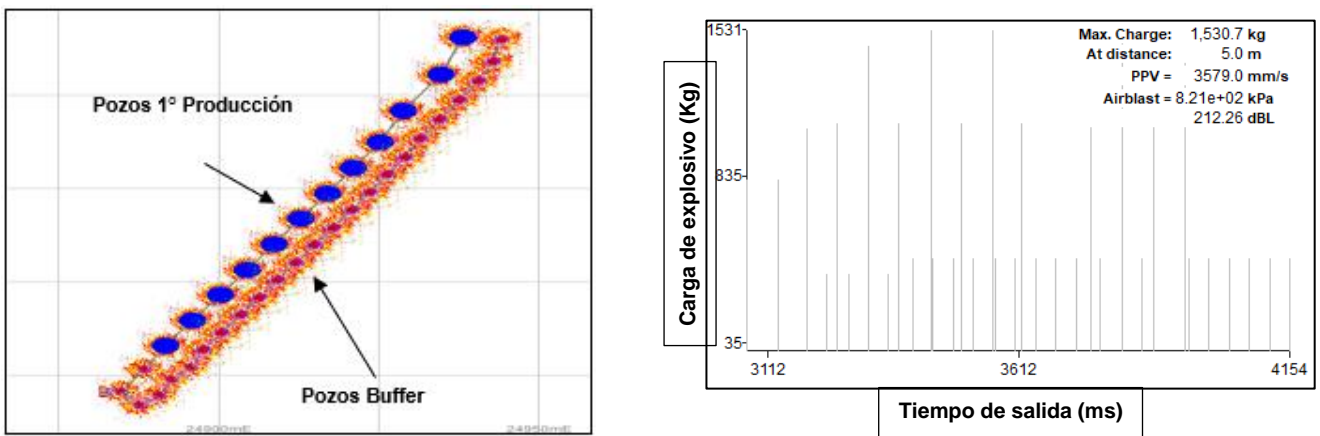 Pozos 1° Producción
Pozos Buffer
24900mE
24950mE
Carga de explosivo (Kg)
1531
835
35
Max. Charge: 1,530.7 kg
At distance: 5.0 m
PPV = 3579.0 mm/s
Airblast = 8.21e+02 kPa
212.26 dBL
3112
3612
4154
Tiempo de salida (ms)